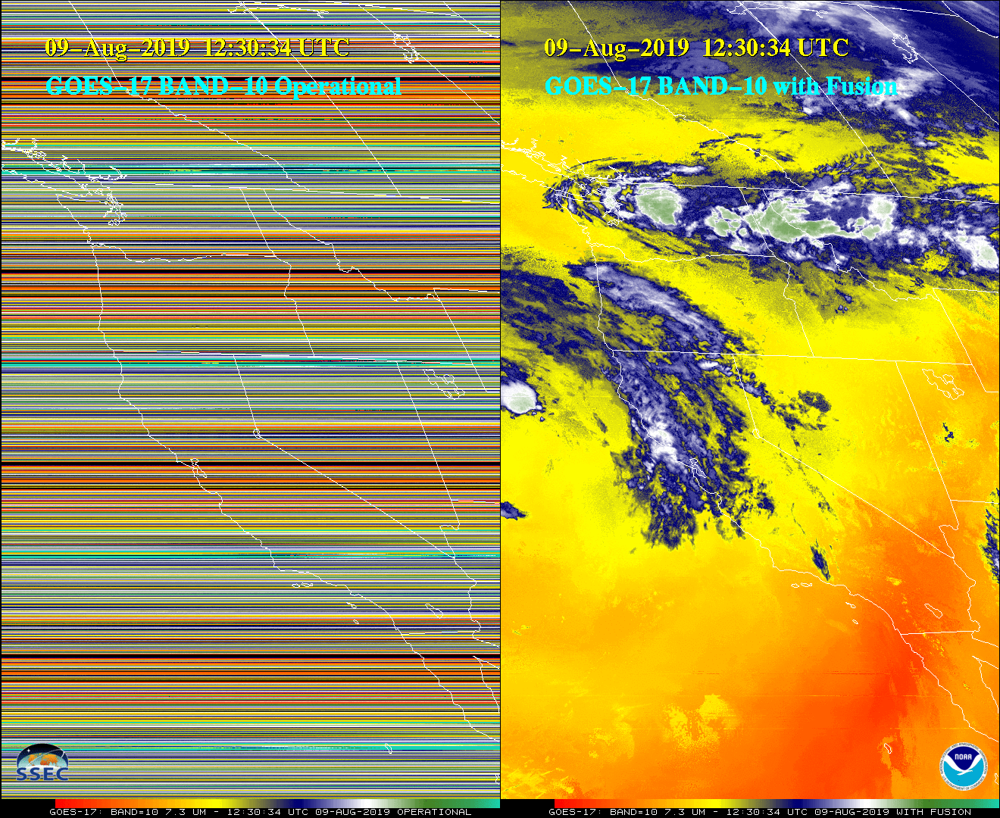 09-Aug-2019 12:30:34 UTC
GOES-17 BAND-10 Operational
09-Aug-2019 12:30:34 UTC
GOES-17 BAND-10 with Fusion
SSEC
NOAA
GOES-17: BAND=10 7.3 UM - 12:30:34 UTC 09-AUG-2019 OPERATIONAL
GOES-17: BAND=10 7.3 UM - 12:30:34 UTC 09-AUG-2019 WITH FUSION